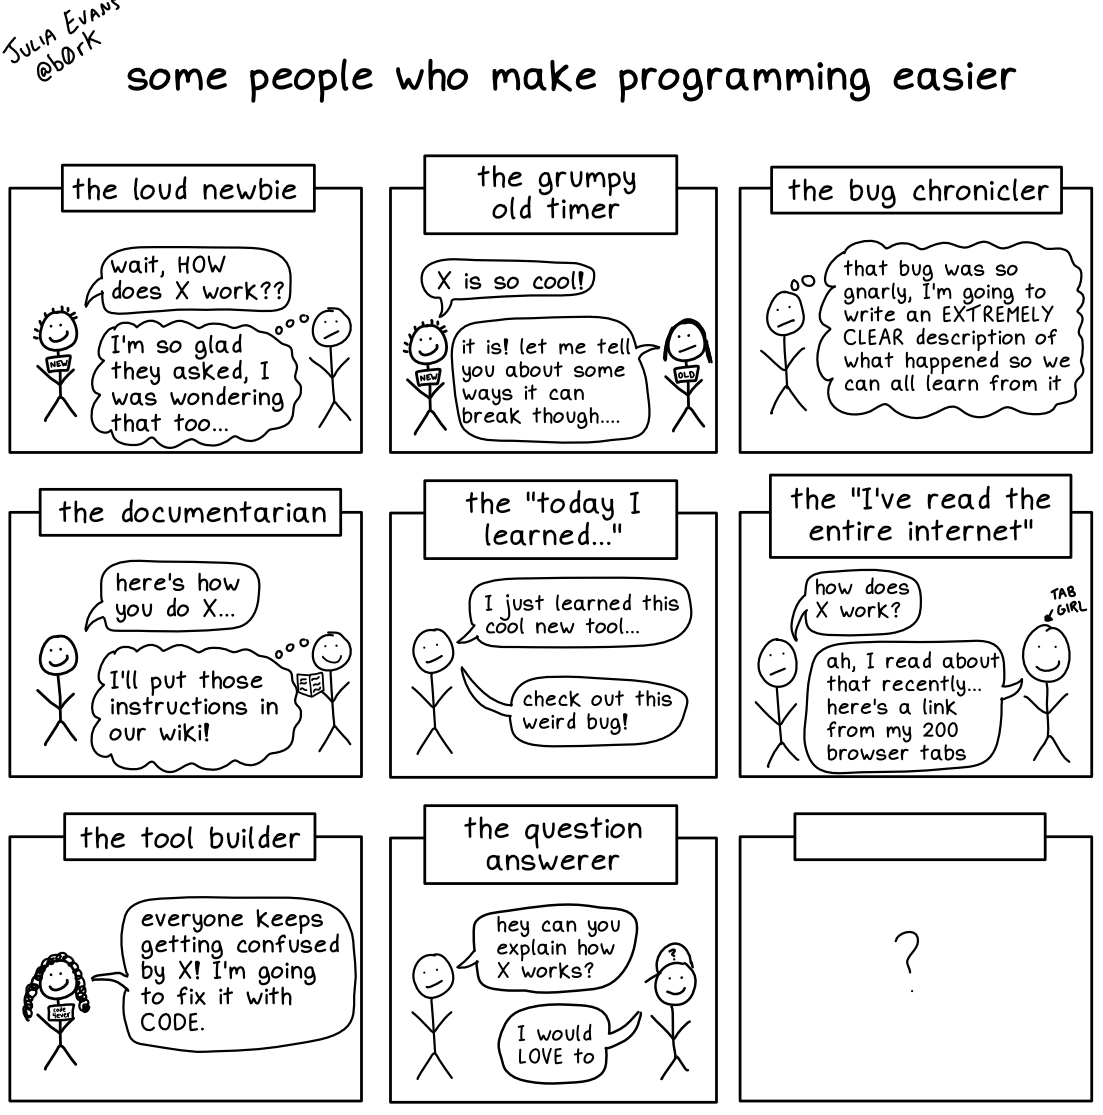 JULIA EVANS
@b0rk
some people who make programming easier
the loud newbie
wait, HOW
does X work??
NEW
I'm so glad
they asked, I
was wondering
that too...
the grumpy
old timer
X is so cool!
NEW
it is! let me tell
you about some
ways it can
break though....
OLD
the bug chronicler
that bug was so
gnarly, I'm going to
write an EXTREMELY
CLEAR description of
what happened so we
can all learn from it
the documentarian
here's how
you do X...
I'll put those
instructions in
our wiki!
the "today I
learned..."
I just learned this
cool new tool...
check out this
weird bug!
the "I've read the
entire internet"
how does
X work?
TAB
GIRL
ah, I read about
that recently...
here's a link
from my 200
browser tabs
the tool builder
everyone keeps
getting confused
by X! I'm going
to fix it with
CODE.
code
4ever
the question
answerer
hey can you
explain how
X works?
?
I would
LOVE to
?